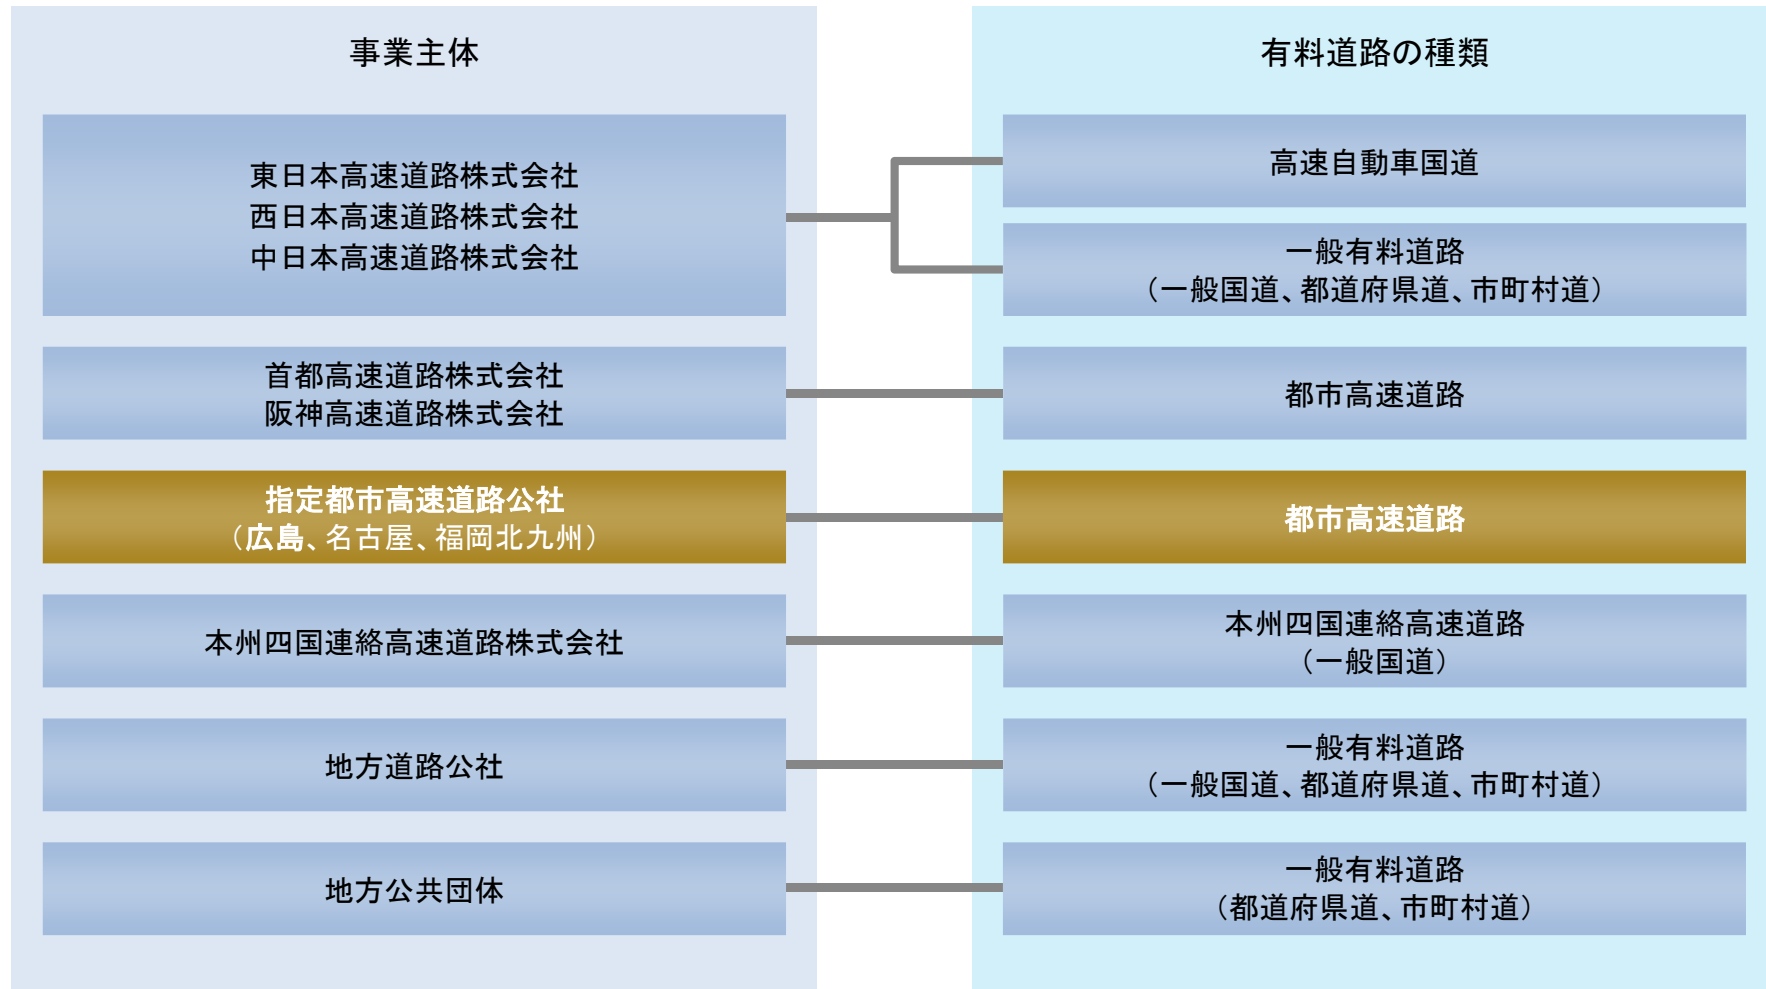 事業主体
東日本高速道路株式会社
西日本高速道路株式会社
中日本高速道路株式会社
首都高速道路株式会社
阪神高速道路株式会社
指定都市高速道路公社
（広島、名古屋、福岡北九州）
本州四国連絡高速道路株式会社
地方道路公社
地方公共団体
有料道路の種類
高速自動車国道
一般有料道路
（一般国道、都道府県道、市町村道）
都市高速道路
都市高速道路
本州四国連絡高速道路
（一般国道）
一般有料道路
（一般国道、都道府県道、市町村道）
一般有料道路
（都道府県道、市町村道）